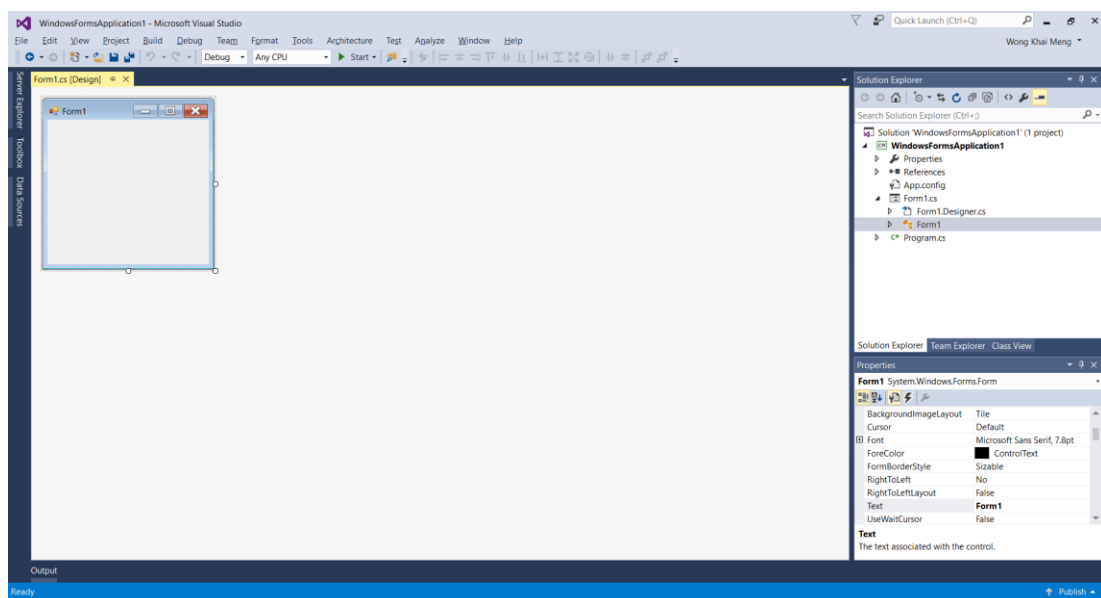 WindowsFormsApplication1 - Microsoft Visual Studio
Quick Launch (Ctrl+Q)
File Edit View Project Build Debug Team Format Tools Architecture Test Analyze Window Help
Wong Khai Meng
Debug Any CPU Start
Server Explorer
Toolbox
Data Sources
Form1.cs [Design]
Form1
Solution Explorer
Search Solution Explorer (Ctrl+;)
Solution 'WindowsFormsApplication1' (1 project)
C# WindowsFormsApplication1
Properties
References
App.config
Form1.cs
Form1.Designer.cs
Form1
C# Program.cs
Solution Explorer Team Explorer Class View
Properties
Form1 System.Windows.Forms.Form
BackgroundImageLayout Tile
Cursor Default
Font Microsoft Sans Serif, 7.8pt
ForeColor ControlText
FormBorderStyle Sizable
RightToLeft No
RightToLeftLayout False
Text Form1
UseWaitCursor False
Text
The text associated with the control.
Output
Ready
Publish